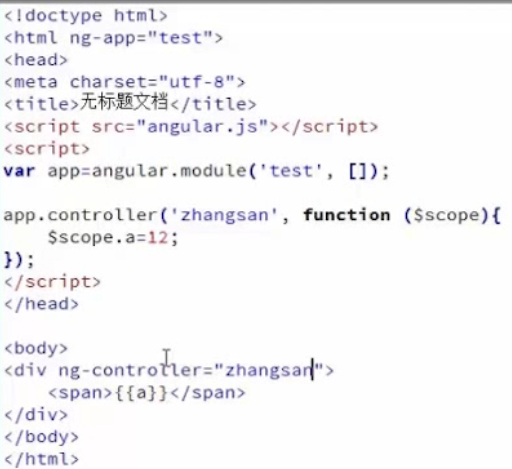 <!doctype html>
<html ng-app="test">
<head>
<meta charset="utf-8">
<title>无标题文档</title>
<script src="angular.js"></script>
<script>
var app=angular.module('test', []);
app.controller('zhangsan', function ($scope){
    $scope.a=12;
});
</script>
</head>
<body>
<div ng-controller="zhangsan">
    <span>{{a}}</span>
</div>
</body>
</html>